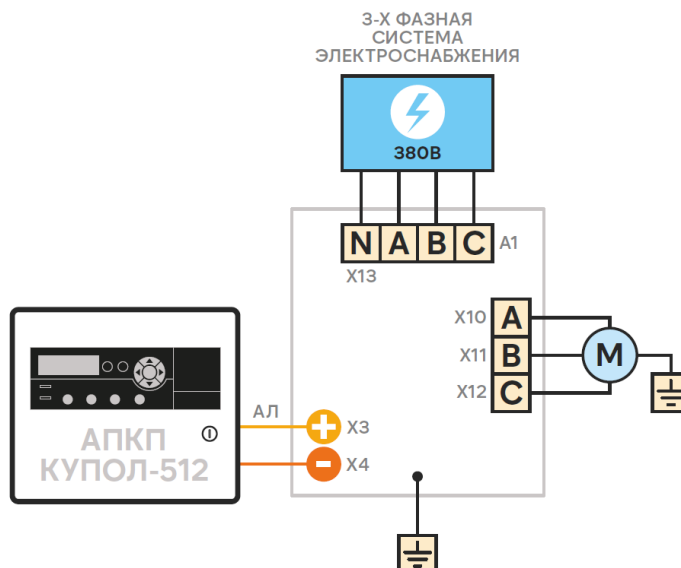 3-Х ФАЗНАЯ
СИСТЕМА
ЭЛЕКТРОСНАБЖЕНИЯ
380В
N A B C A1
X13
X10 A
X11 B M
X12 C
АЛ
X3
X4
АПКП
КУПОЛ-512